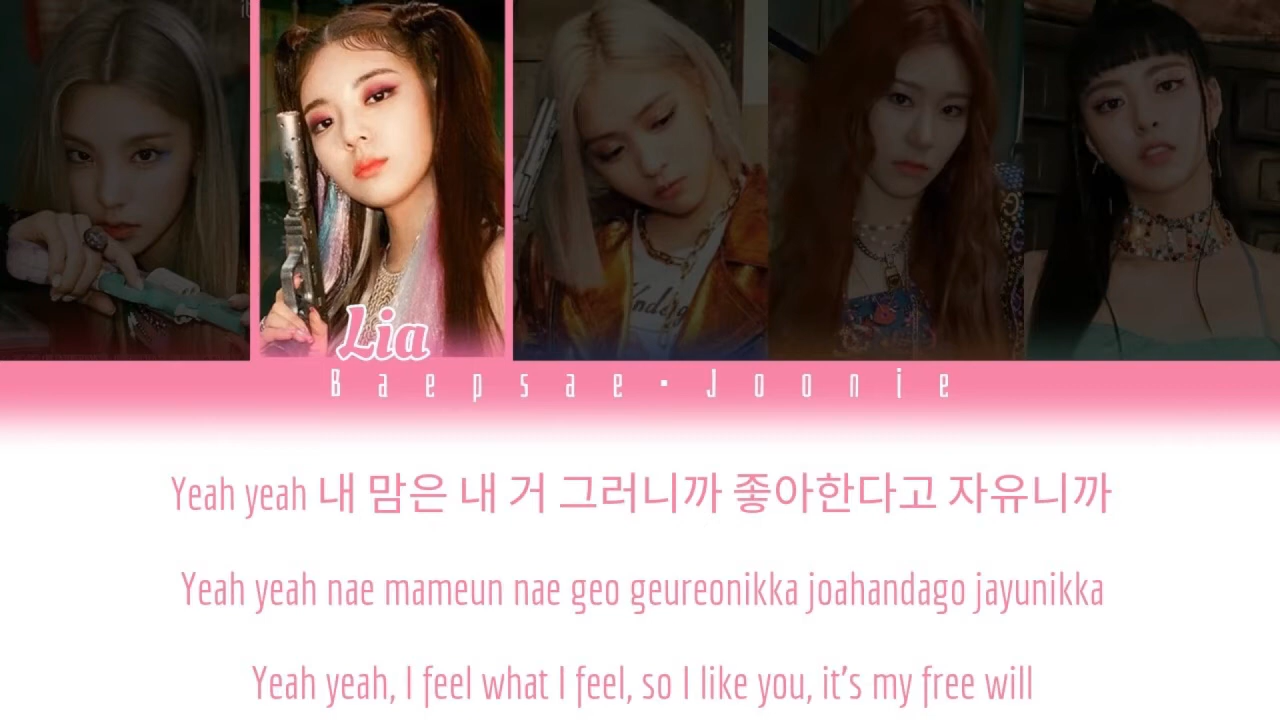 Lia
Baepsae·Joonie
Yeah yeah 내 맘은 내 거 그러니까 좋아한다고 자유니까
Yeah yeah nae mameun nae geo geureonikka joahandago jayunikka
Yeah yeah, I feel what I feel, so I like you, it's my free will